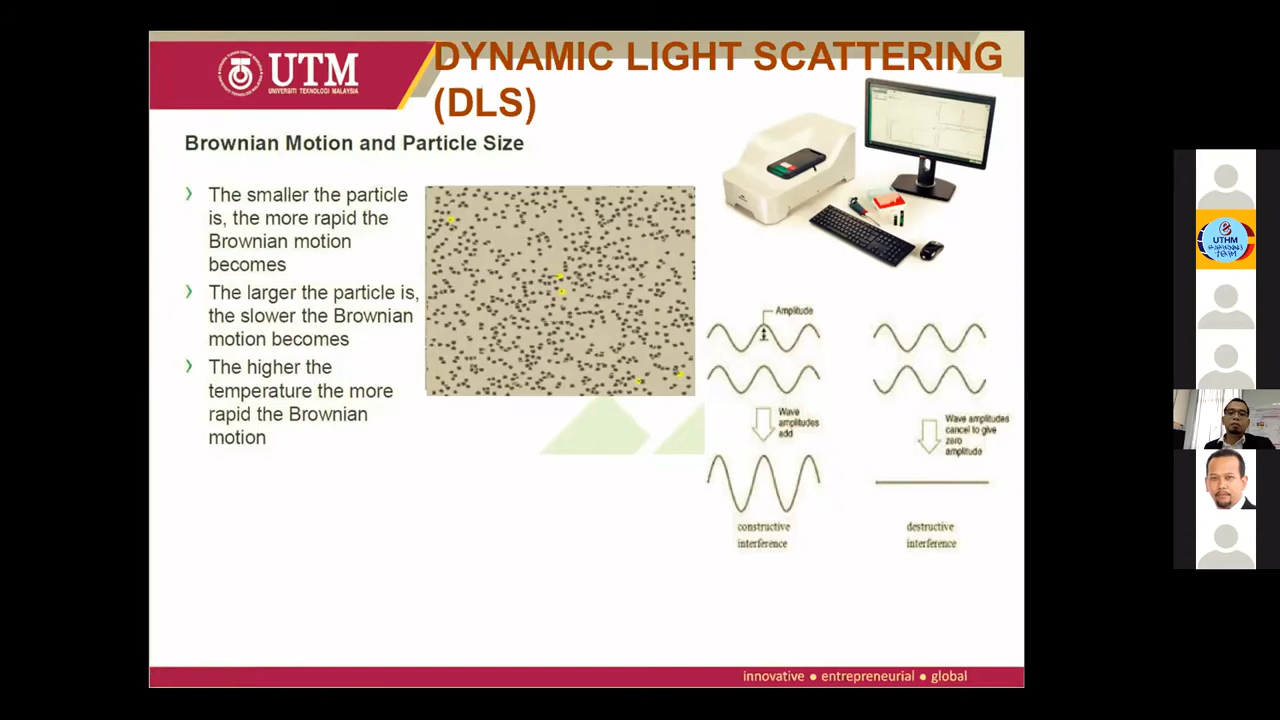 UTM
UNIVERSITI TEKNOLOGI MALAYSIA
DYNAMIC LIGHT SCATTERING
(DLS)
Brownian Motion and Particle Size
The smaller the particle
is, the more rapid the
Brownian motion
becomes
The larger the particle is,
the slower the Brownian
motion becomes
The higher the
temperature the more
rapid the Brownian
motion
Amplitude
Wave
amplitudes
add
Wave amplitudes
cancel to give
zero
amplitude
constructive
interference
destructive
interference
innovative ● entrepreneurial ● global
UTHM
TEAM